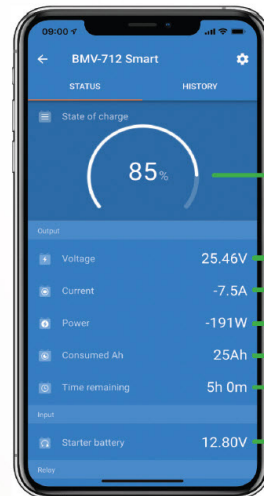 09:00
BMV-712 Smart
STATUS HISTORY
State of charge
85%
Output
Voltage 25.46V
Current -7.5A
Power -191W
Consumed Ah 25Ah
Time remaining 5h 0m
Input
Starter battery 12.80V
Relay